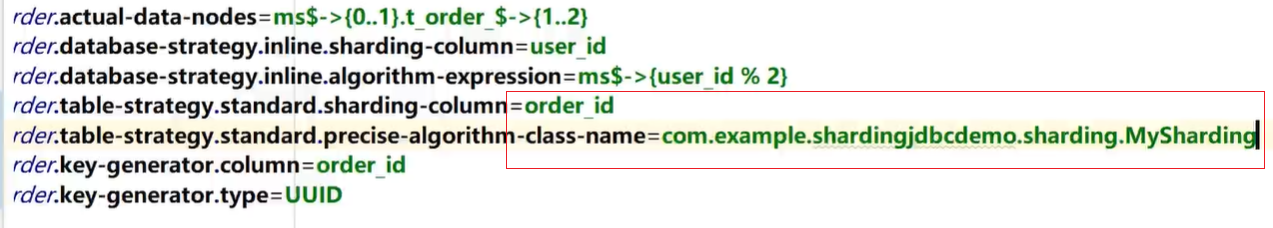 rder.actual-data-nodes=ms$->{0..1}.t_order_$->{1..2}
rder.database-strategy.inline.sharding-column=user_id
rder.database-strategy.inline.algorithm-expression=ms$->{user_id % 2}
rder.table-strategy.standard.sharding-column=order_id
rder.table-strategy.standard.precise-algorithm-class-name=com.example.shardingjdbcdemo.sharding.MySharding
rder.key-generator.column=order_id
rder.key-generator.type=UUID